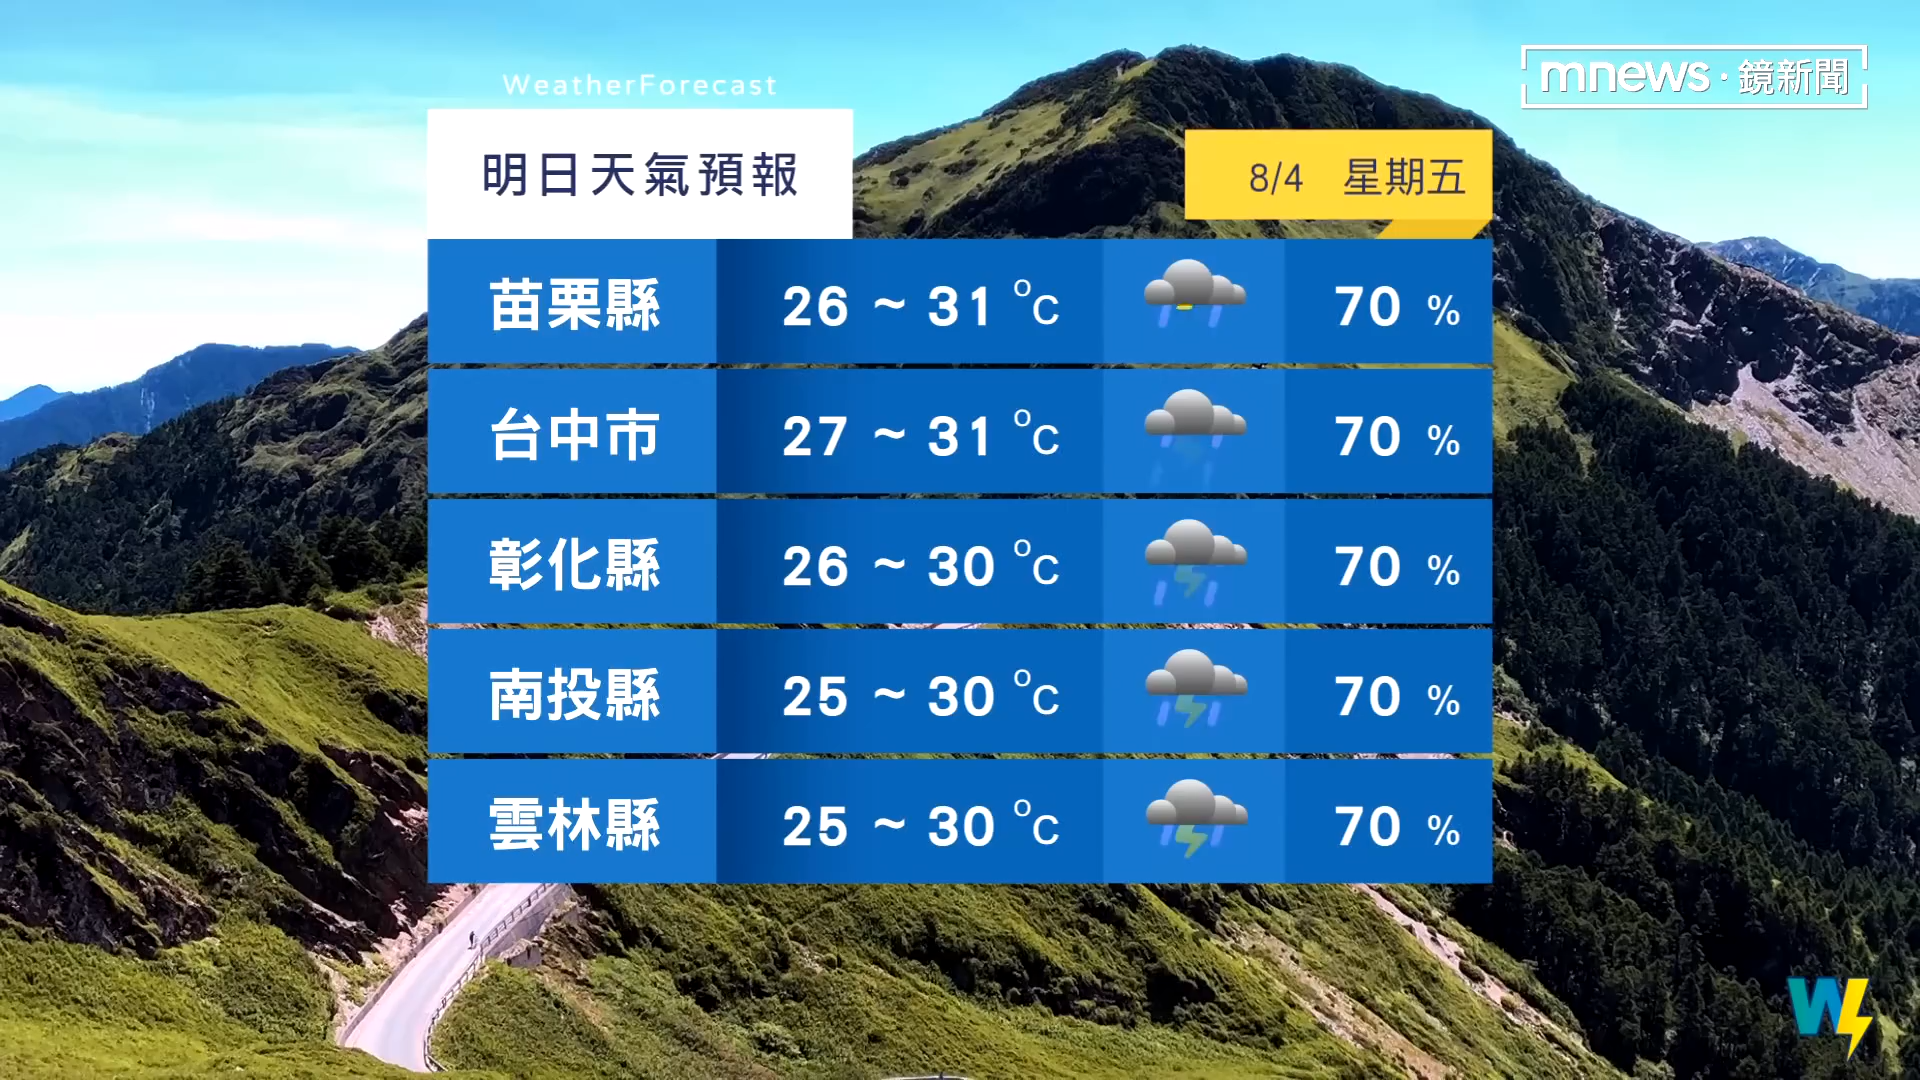 WeatherForecast
mnews·鏡新聞
明日天氣預報
8/4 星期五
苗栗縣 26 ~ 31 °C 70 %
台中市 27 ~ 31 °C 70 %
彰化縣 26 ~ 30 °C 70 %
南投縣 25 ~ 30 °C 70 %
雲林縣 25 ~ 30 °C 70 %
W